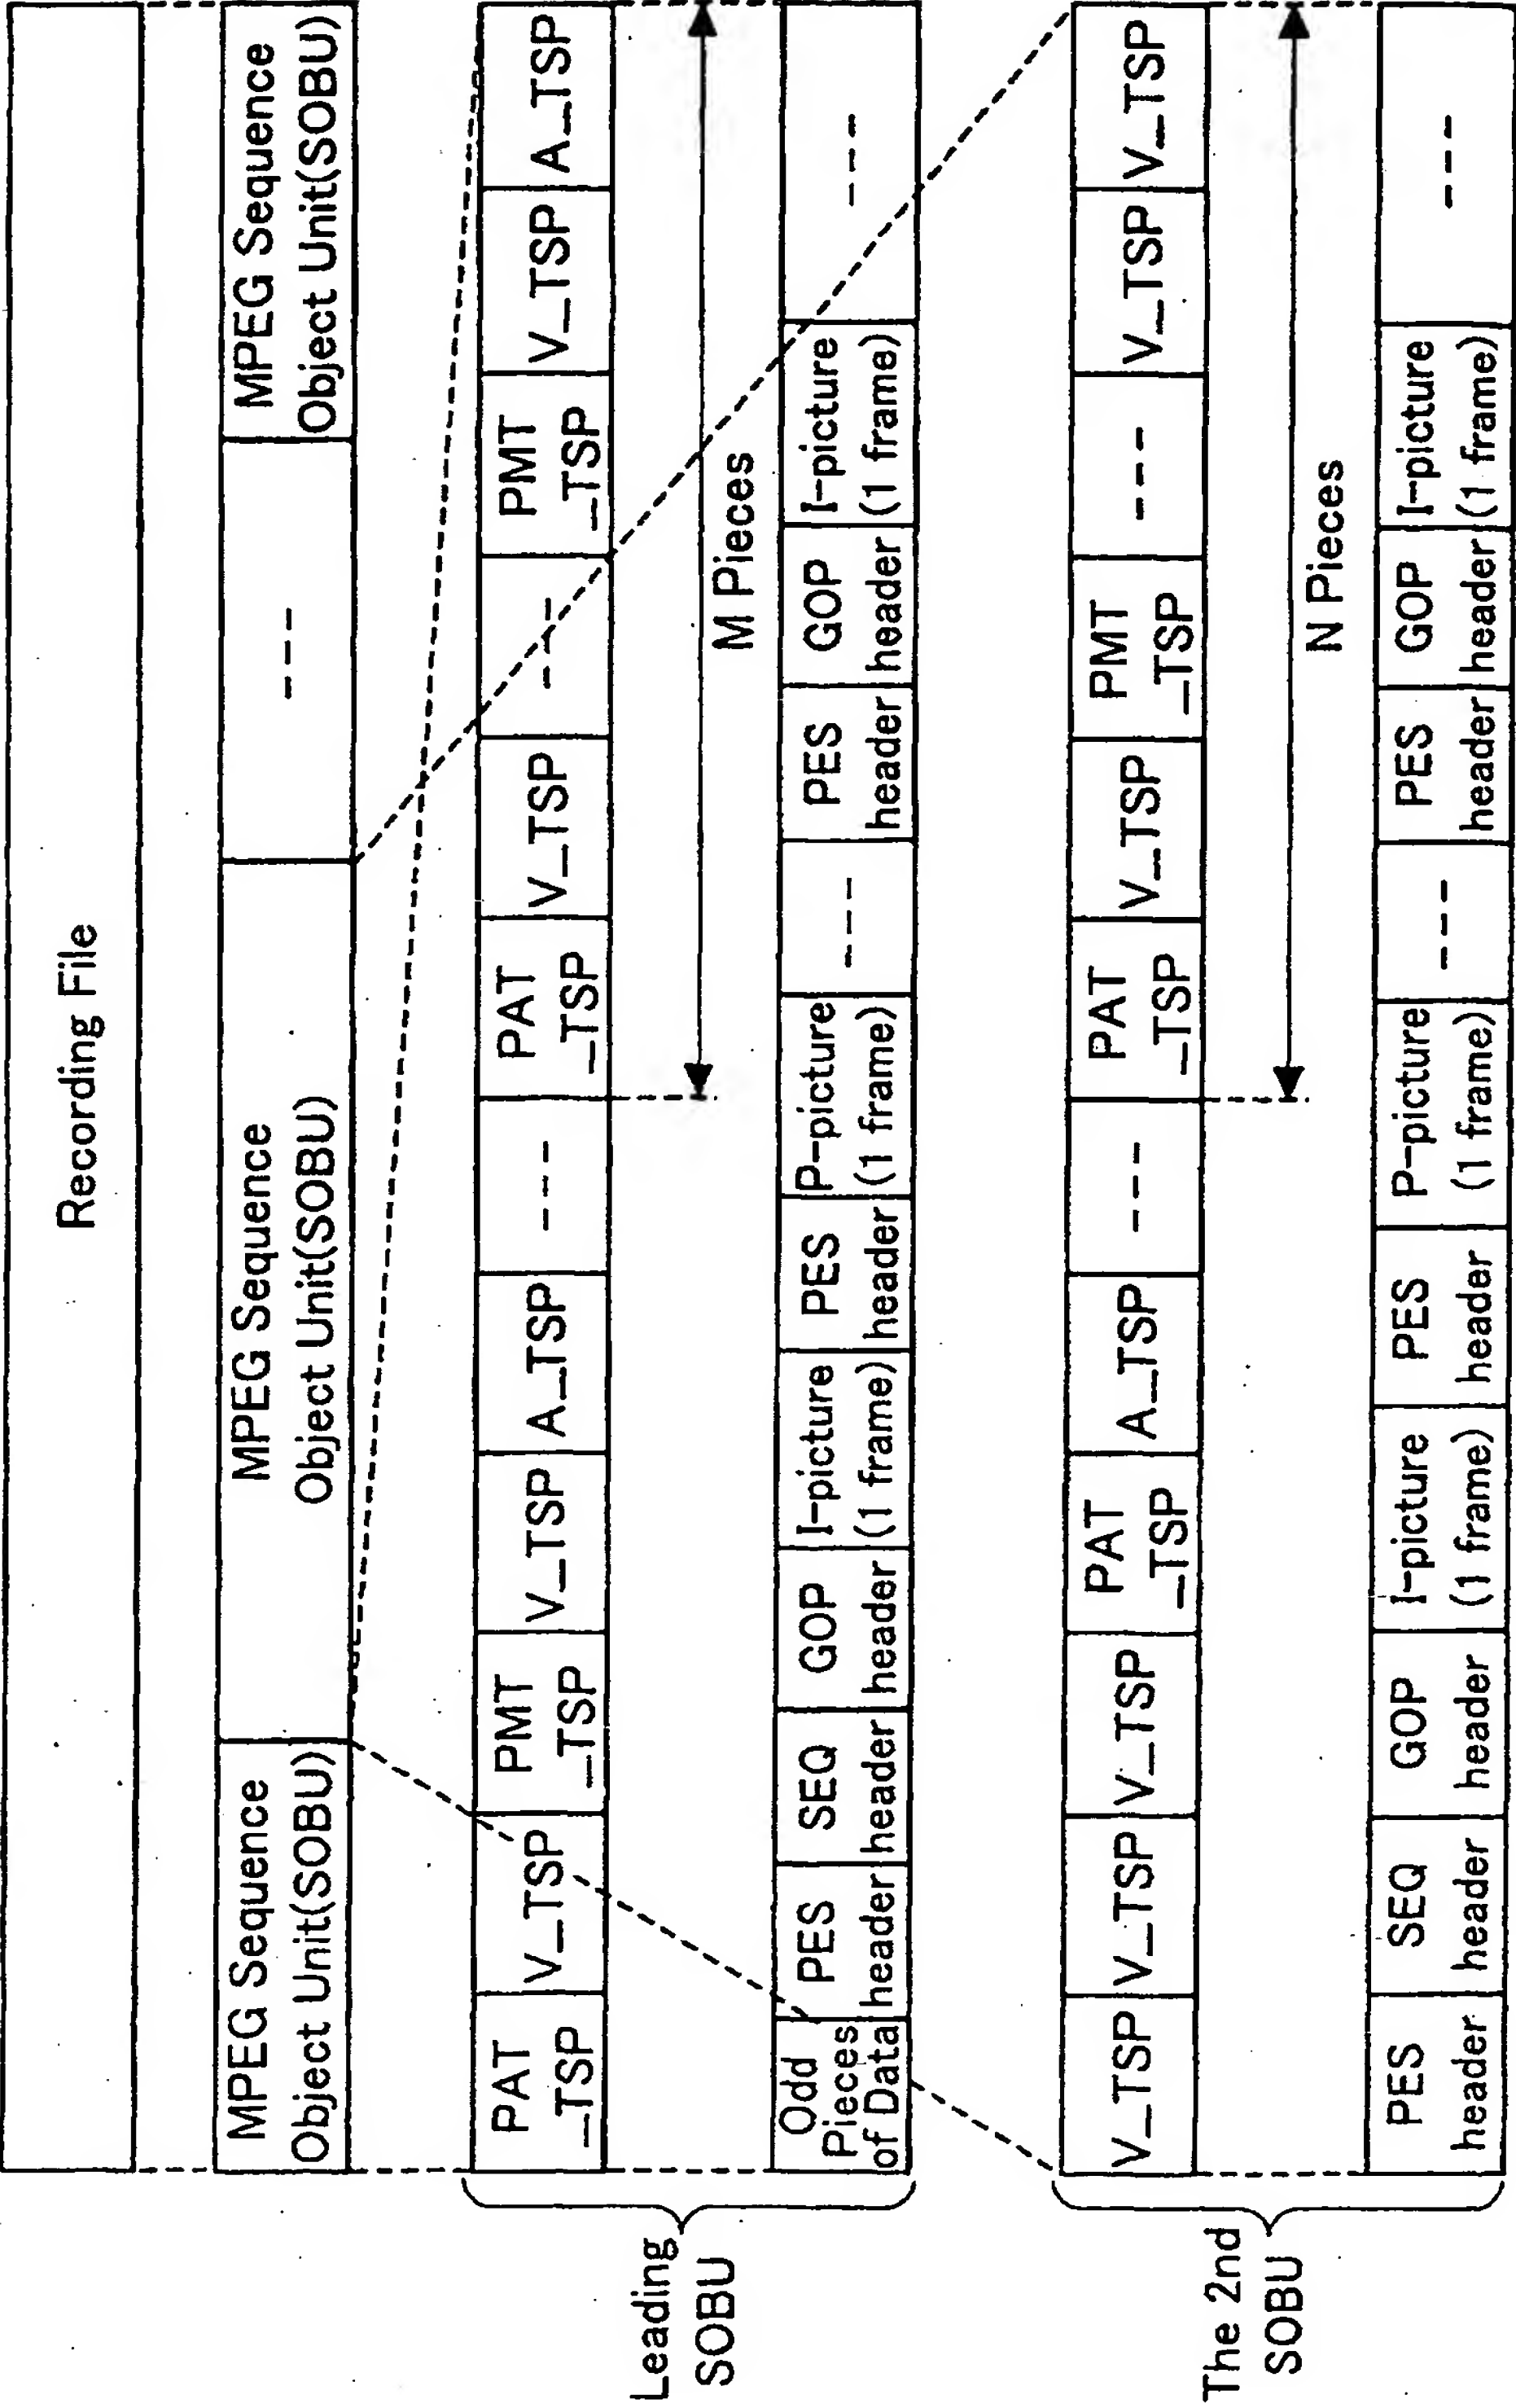 Recording File
MPEG Sequence
Object Unit(SOBU)
MPEG Sequence
Object Unit(SOBU)
---
MPEG Sequence
Object Unit(SOBU)
Leading
SOBU
PAT
_TSP
V_TSP
PMT
_TSP
V_TSP
A_TSP
---
PAT
_TSP
V_TSP
---
PMT
_TSP
V_TSP
A_TSP
M Pieces
Odd
Pieces
of Data
PES
header
SEQ
header
GOP
header
I-picture
(1 frame)
PES
header
P-picture
(1 frame)
---
PES
header
GOP
header
I-picture
(1 frame)
---
The 2nd
SOBU
V_TSP
V_TSP
V_TSP
PAT
_TSP
A_TSP
---
PAT
_TSP
V_TSP
PMT
_TSP
---
V_TSP
V_TSP
N Pieces
PES
header
SEQ
header
GOP
header
I-picture
(1 frame)
PES
header
P-picture
(1 frame)
---
PES
header
GOP
header
I-picture
(1 frame)
---